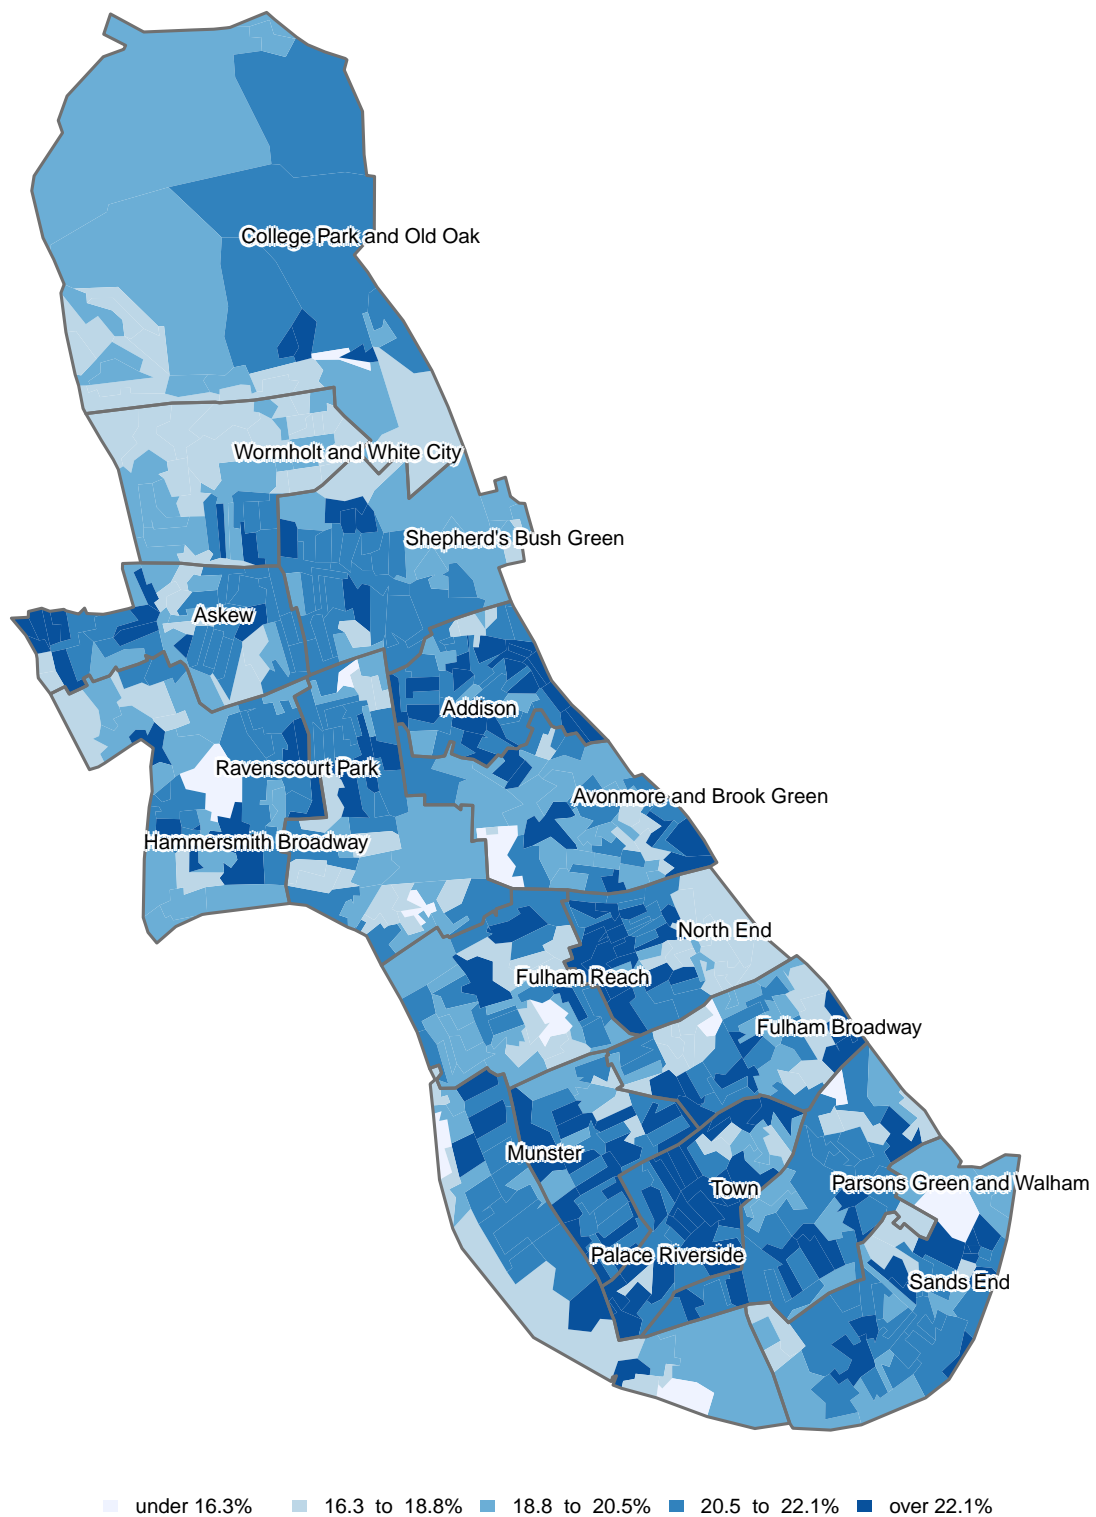 College Park and Old Oak
Wormholt and White City
Shepherd's Bush Green
Askew
Addison
Ravenscourt Park
Avonmore and Brook Green
Hammersmith Broadway
North End
Fulham Reach
Fulham Broadway
Munster
Town
Parsons Green and Walham
Palace Riverside
Sands End
under 16.3% 16.3 to 18.8% 18.8 to 20.5% 20.5 to 22.1% over 22.1%